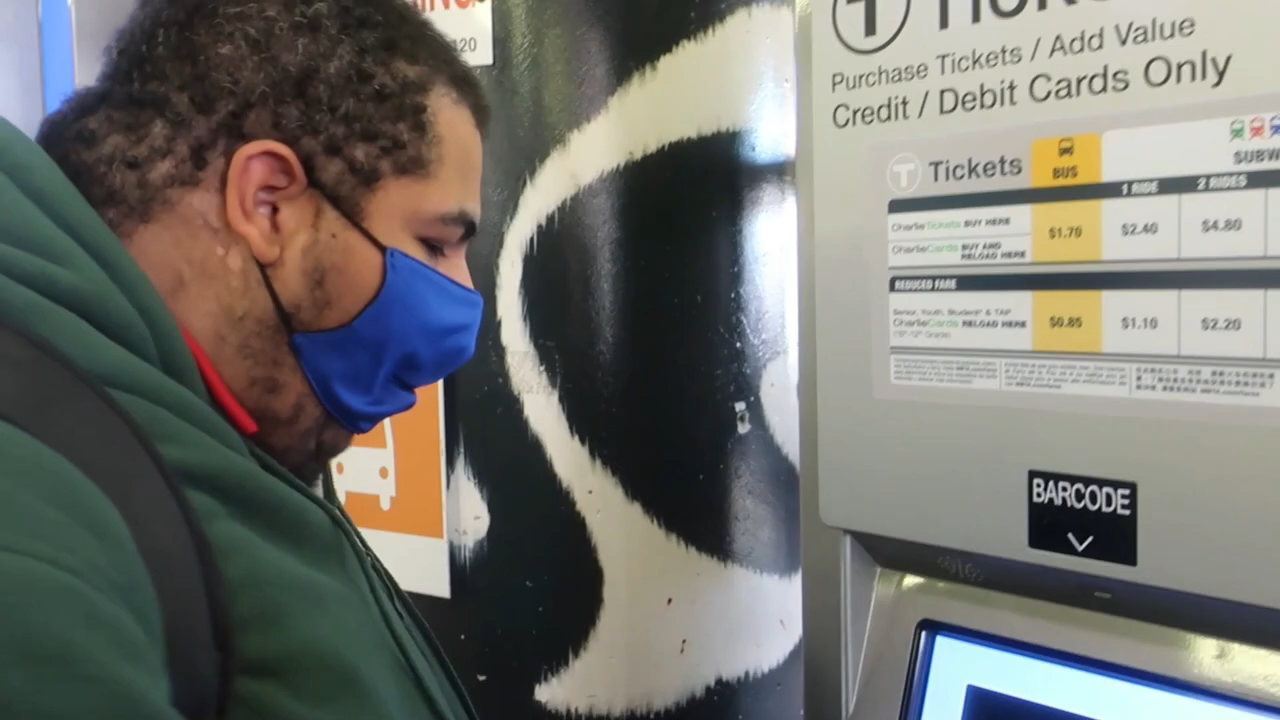 120
T
Purchase Tickets / Add Value
Credit / Debit Cards Only
T Tickets
BUS
1 RIDE
2 RIDES
CharlieTickets BUY HERE
CharlieCards BUY AND
RELOAD HERE
$1.70
$2.40
$4.80
REDUCED FARE
Senior, Youth, Student* & TAP
CharlieCards RELOAD HERE
$0.85
$1.10
$2.20
BARCODE